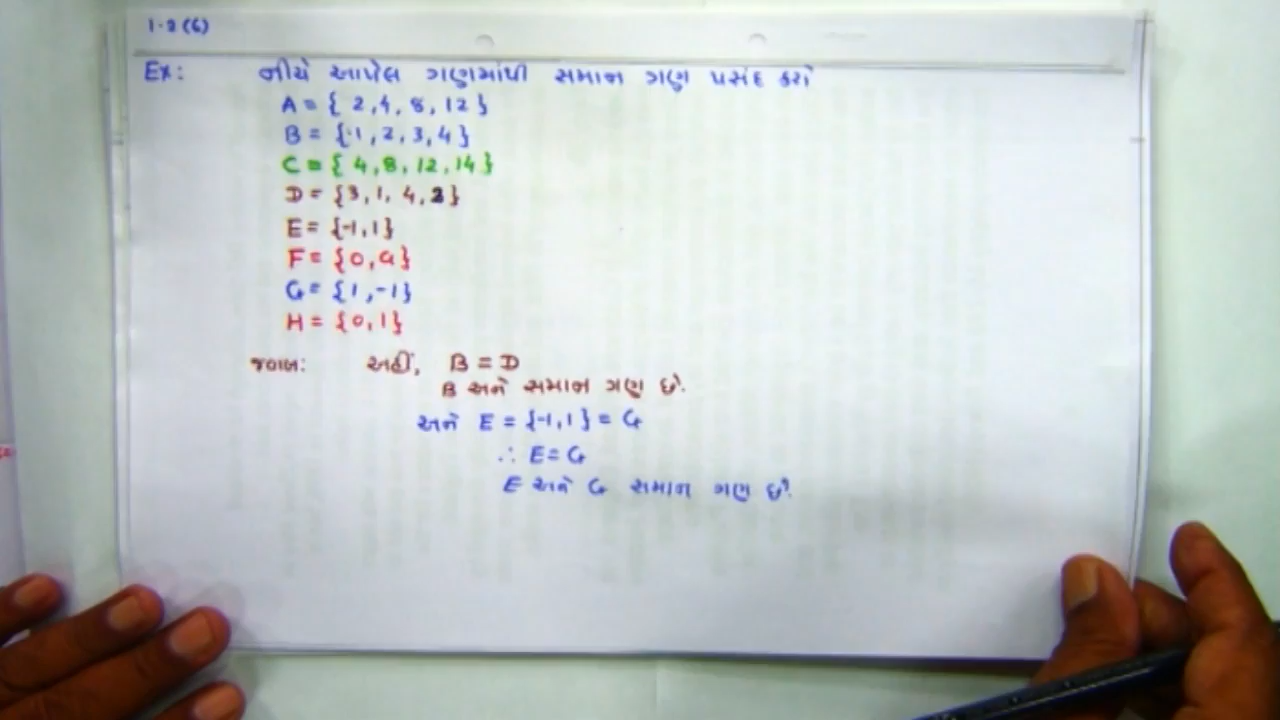 1.2 (6)
Ex: નીચે આપેલ ગણમાંથી સમાન ગણ પસંદ કરો
A = { 2, 4, 8, 12 }
B = { 1, 2, 3, 4 }
C = { 4, 8, 12, 14 }
D = {3, 1, 4, 2}
E = {-1, 1}
F = {0, a}
G = {1, -1}
H = {0, 1}
જવાબ: અહીં, B = D
B અને સમાન ગણ છે.
અને E = {-1, 1} = G
∴ E = G
E અને G સમાન ગણ છે.